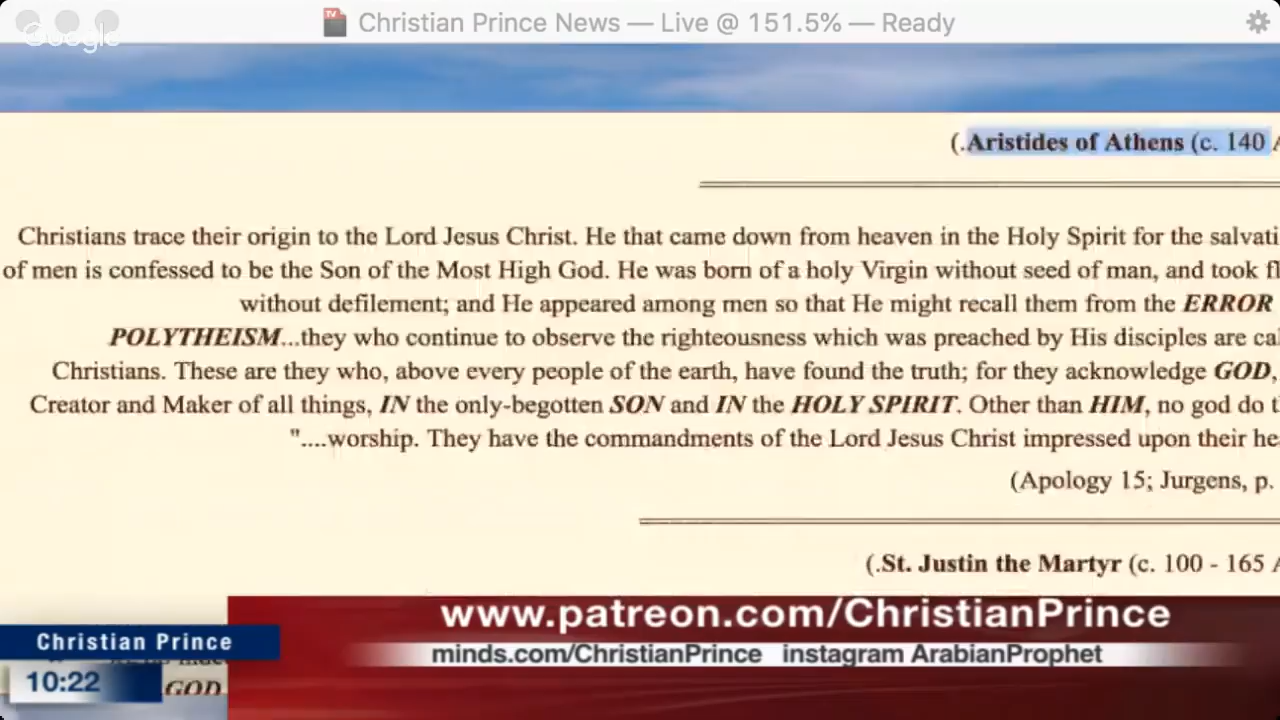 Christian Prince News — Live @ 151.5% — Ready
Google
(.Aristides of Athens (c. 140
Christians trace their origin to the Lord Jesus Christ. He that came down from heaven in the Holy Spirit for the salvati
of men is confessed to be the Son of the Most High God. He was born of a holy Virgin without seed of man, and took fl
without defilement; and He appeared among men so that He might recall them from the ERROR
POLYTHEISM...they who continue to observe the righteousness which was preached by His disciples are ca
Christians. These are they who, above every people of the earth, have found the truth; for they acknowledge GOD,
Creator and Maker of all things, IN the only-begotten SON and IN the HOLY SPIRIT. Other than HIM, no god do t
"....worship. They have the commandments of the Lord Jesus Christ impressed upon their he
(Apology 15; Jurgens, p.
(.St. Justin the Martyr (c. 100 - 165 A
www.patreon.com/ChristianPrince
Christian Prince
minds.com/ChristianPrince instagram ArabianProphet
10:22
GOD